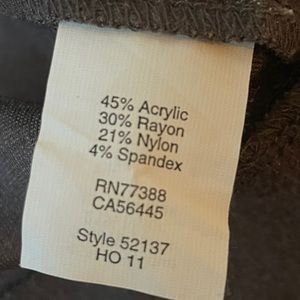 45% Acrylic
30% Rayon
21% Nylon
4% Spandex
RN77388
CA56445
Style 52137
HO 11